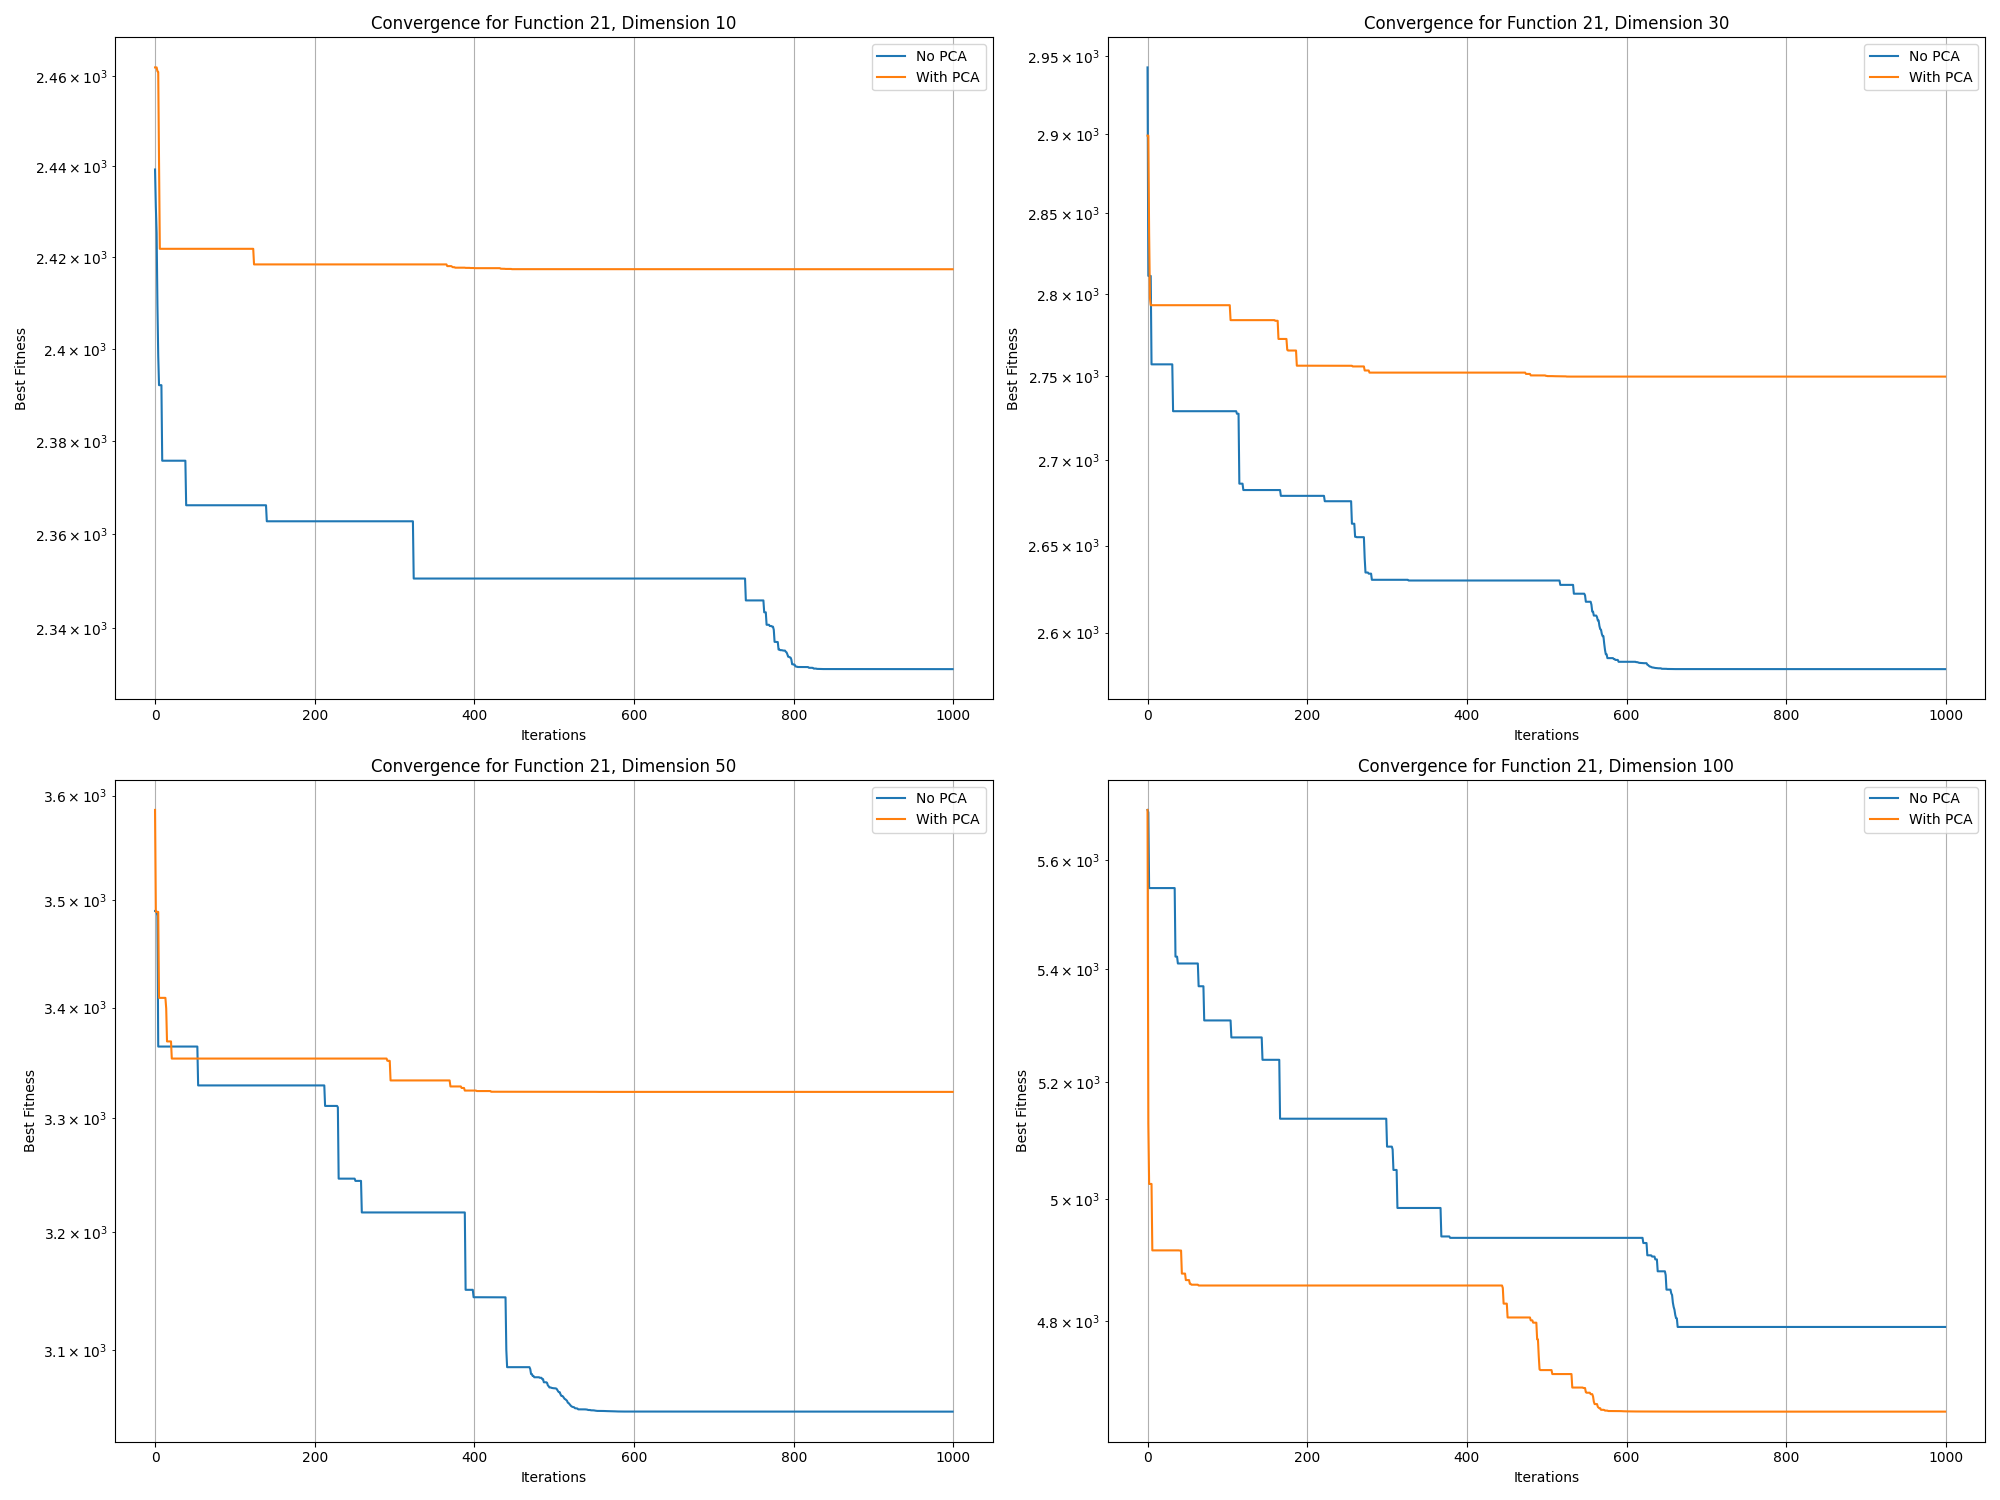 Convergence for Function 21, Dimension 10
No PCA
With PCA
2.46 × 10³
2.44 × 10³
2.42 × 10³
2.4 × 10³
2.38 × 10³
2.36 × 10³
2.34 × 10³
Best Fitness
0 200 400 600 800 1000
Iterations
Convergence for Function 21, Dimension 30
No PCA
With PCA
2.95 × 10³
2.9 × 10³
2.85 × 10³
2.8 × 10³
2.75 × 10³
2.7 × 10³
2.65 × 10³
2.6 × 10³
Best Fitness
0 200 400 600 800 1000
Iterations
Convergence for Function 21, Dimension 50
No PCA
With PCA
3.6 × 10³
3.5 × 10³
3.4 × 10³
3.3 × 10³
3.2 × 10³
3.1 × 10³
Best Fitness
0 200 400 600 800 1000
Iterations
Convergence for Function 21, Dimension 100
No PCA
With PCA
5.6 × 10³
5.4 × 10³
5.2 × 10³
5 × 10³
4.8 × 10³
Best Fitness
0 200 400 600 800 1000
Iterations